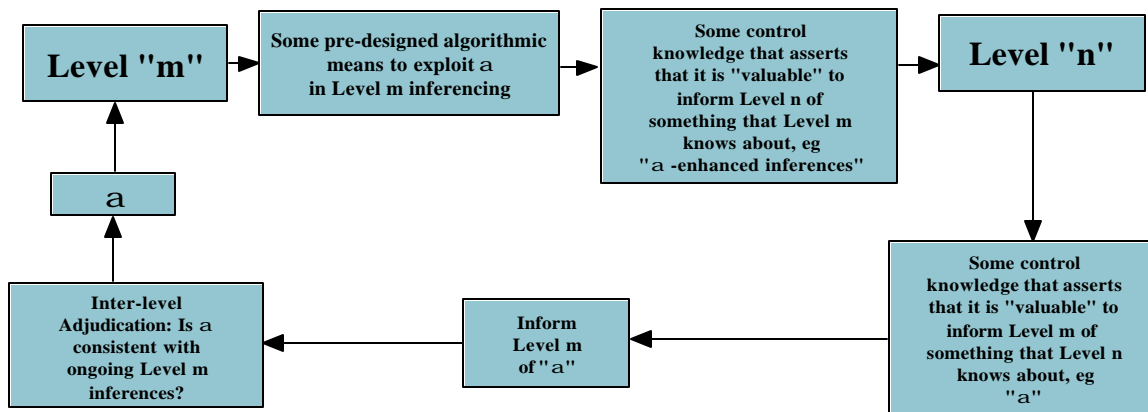 Level "m"
Some pre-designed algorithmic
means to exploit a
in Level m inferencing
Some control
knowledge that asserts
that it is "valuable" to
inform Level n of
something that Level m
knows about, eg
"a -enhanced inferences"
Level "n"
a
Inter-level
Adjudication: Is a
consistent with
ongoing Level m
inferences?
Inform
Level m
of "a"
Some control
knowledge that asserts
that it is "valuable" to
inform Level m of
something that Level n
knows about, eg
"a"